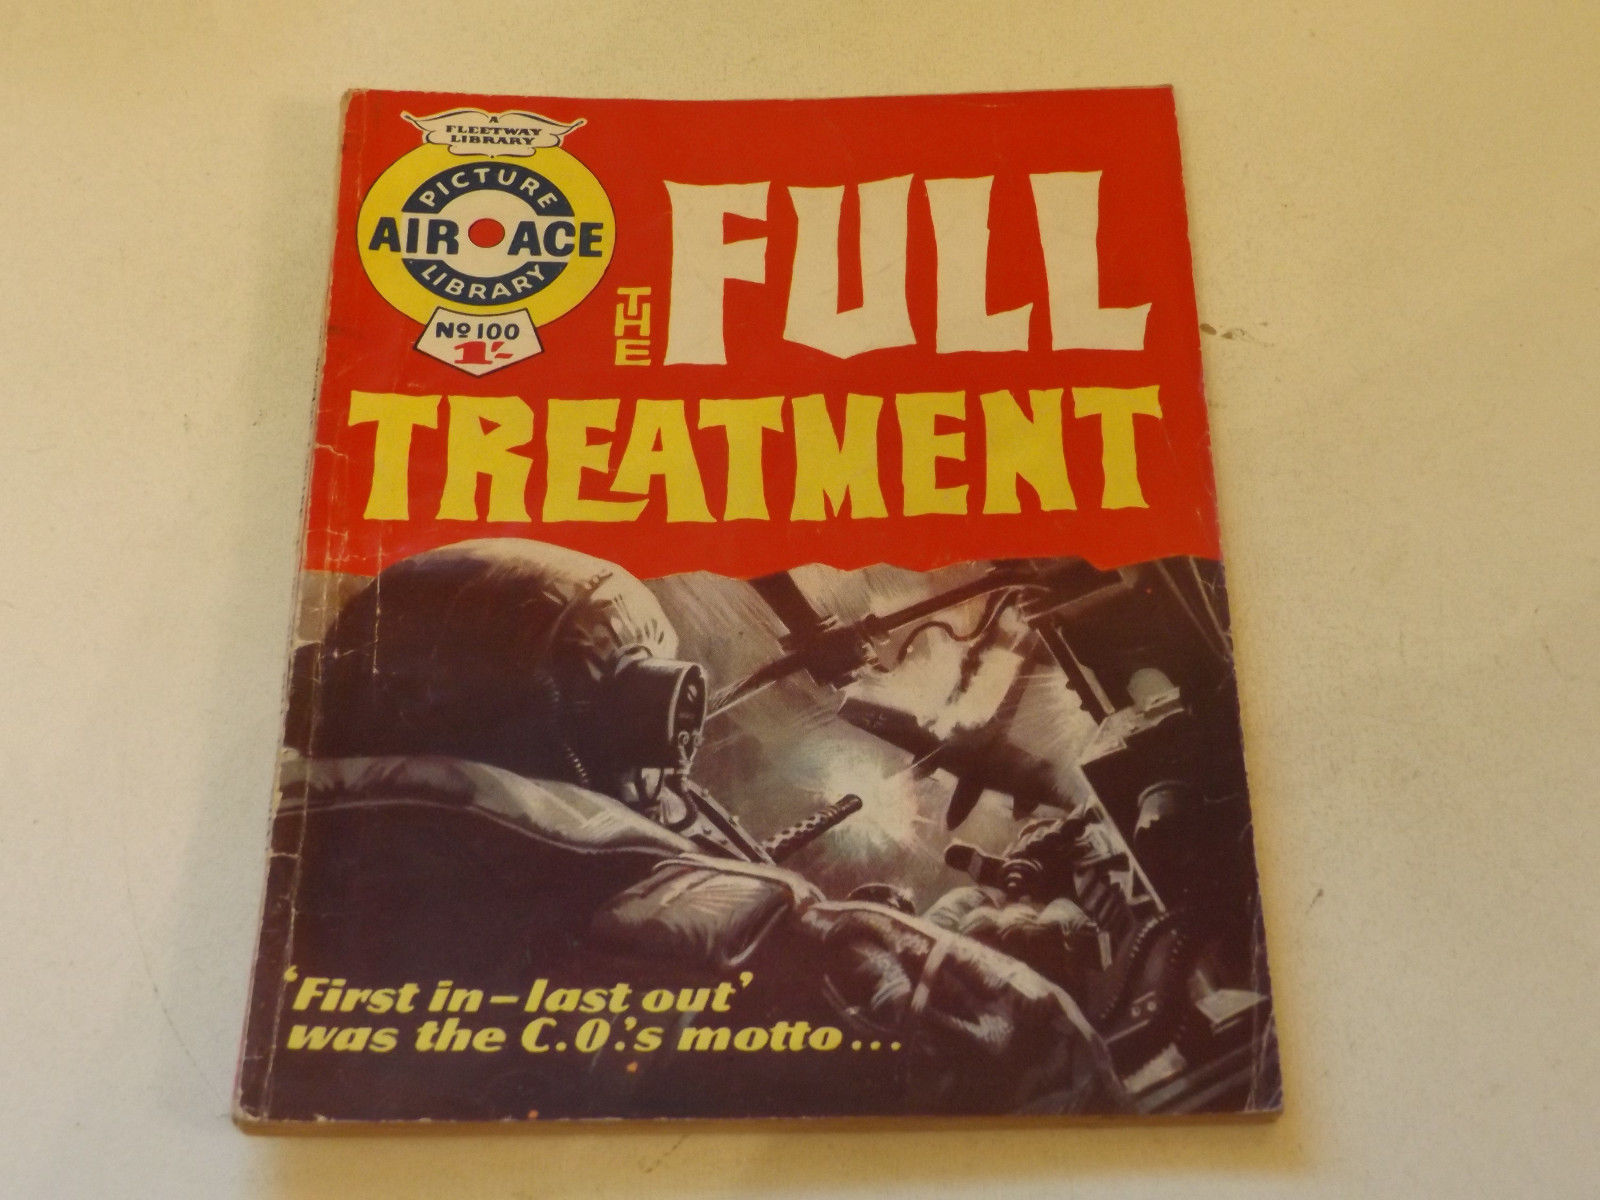 A
FLEETWAY
LIBRARY
PICTURE
AIR ACE
LIBRARY
Nº 100
1/-
THE
FULL
TREATMENT
'First in – last out'
was the C.O.'s motto...